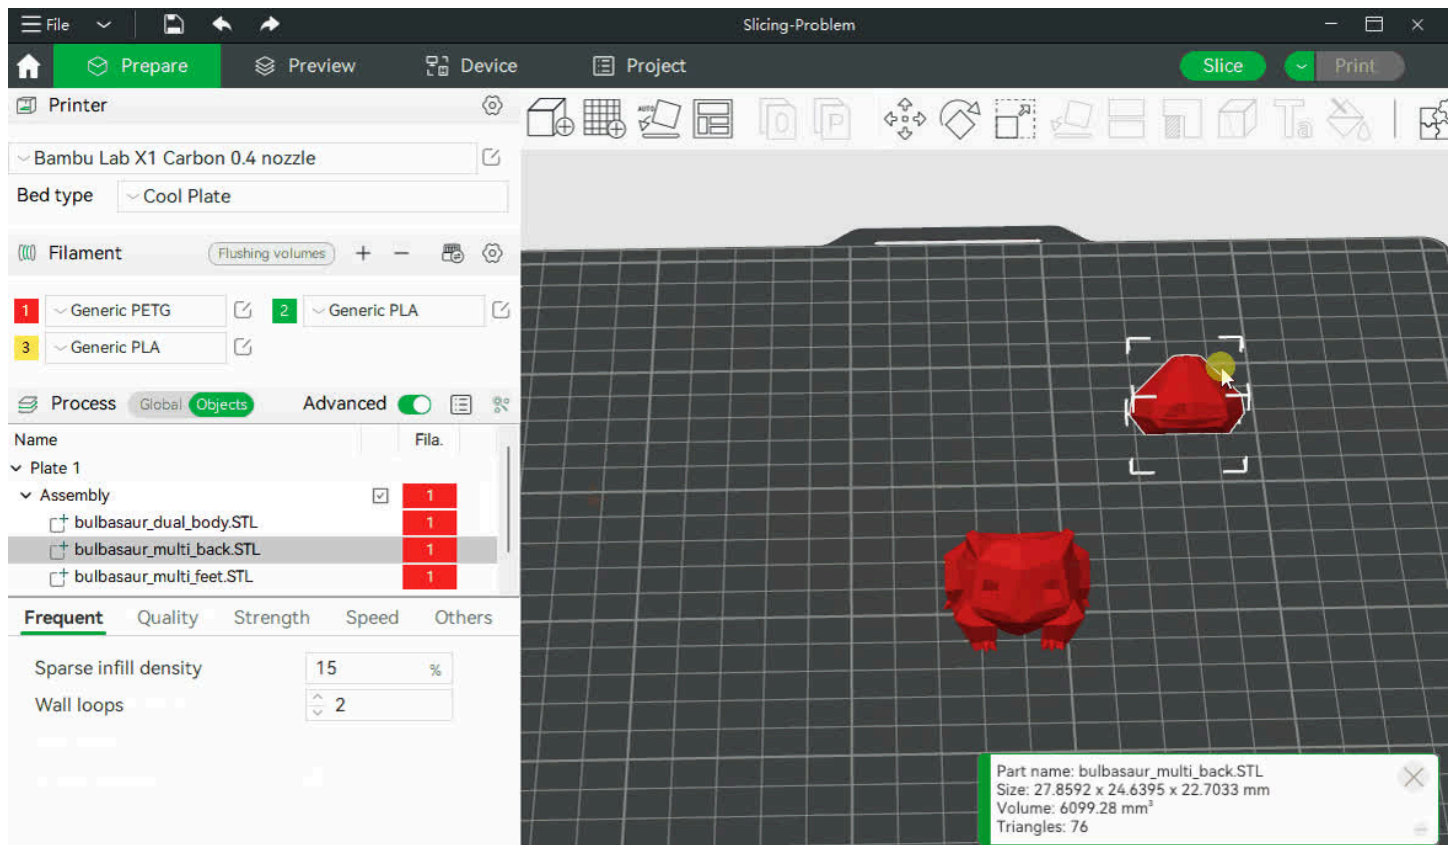 File
Slicing-Problem
Prepare
Preview
Device
Project
Slice
Print
Printer
Bambu Lab X1 Carbon 0.4 nozzle
Bed type
Cool Plate
Filament
Flushing volumes
1 Generic PETG
2 Generic PLA
3 Generic PLA
Process
Global
Objects
Advanced
Name
Fila.
Plate 1
Assembly
1
bulbasaur_dual_body.STL
1
bulbasaur_multi_back.STL
1
bulbasaur_multi_feet.STL
1
Frequent
Quality
Strength
Speed
Others
Sparse infill density
15
%
Wall loops
2
AUTO
O
P
Ta
Part name: bulbasaur_multi_back.STL
Size: 27.8592 x 24.6395 x 22.7033 mm
Volume: 6099.28 mm³
Triangles: 76